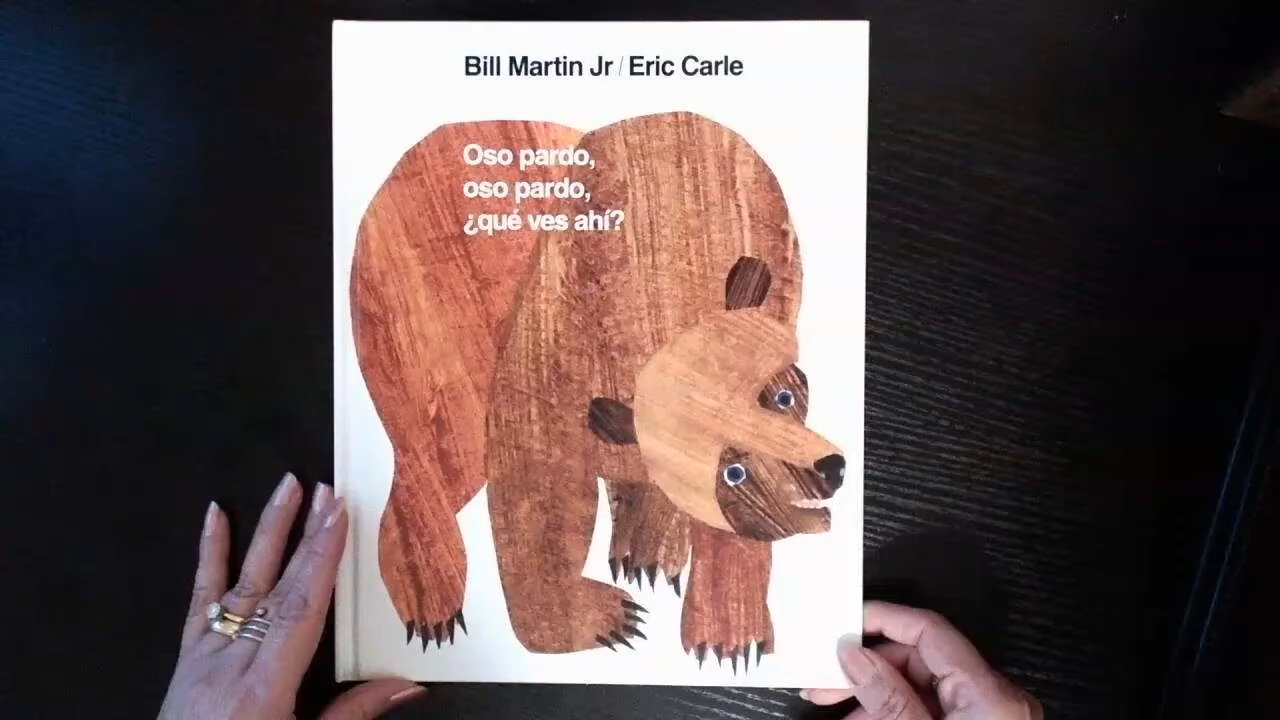 Bill Martin Jr / Eric Carle
Oso pardo,
oso pardo,
¿qué ves ahí?